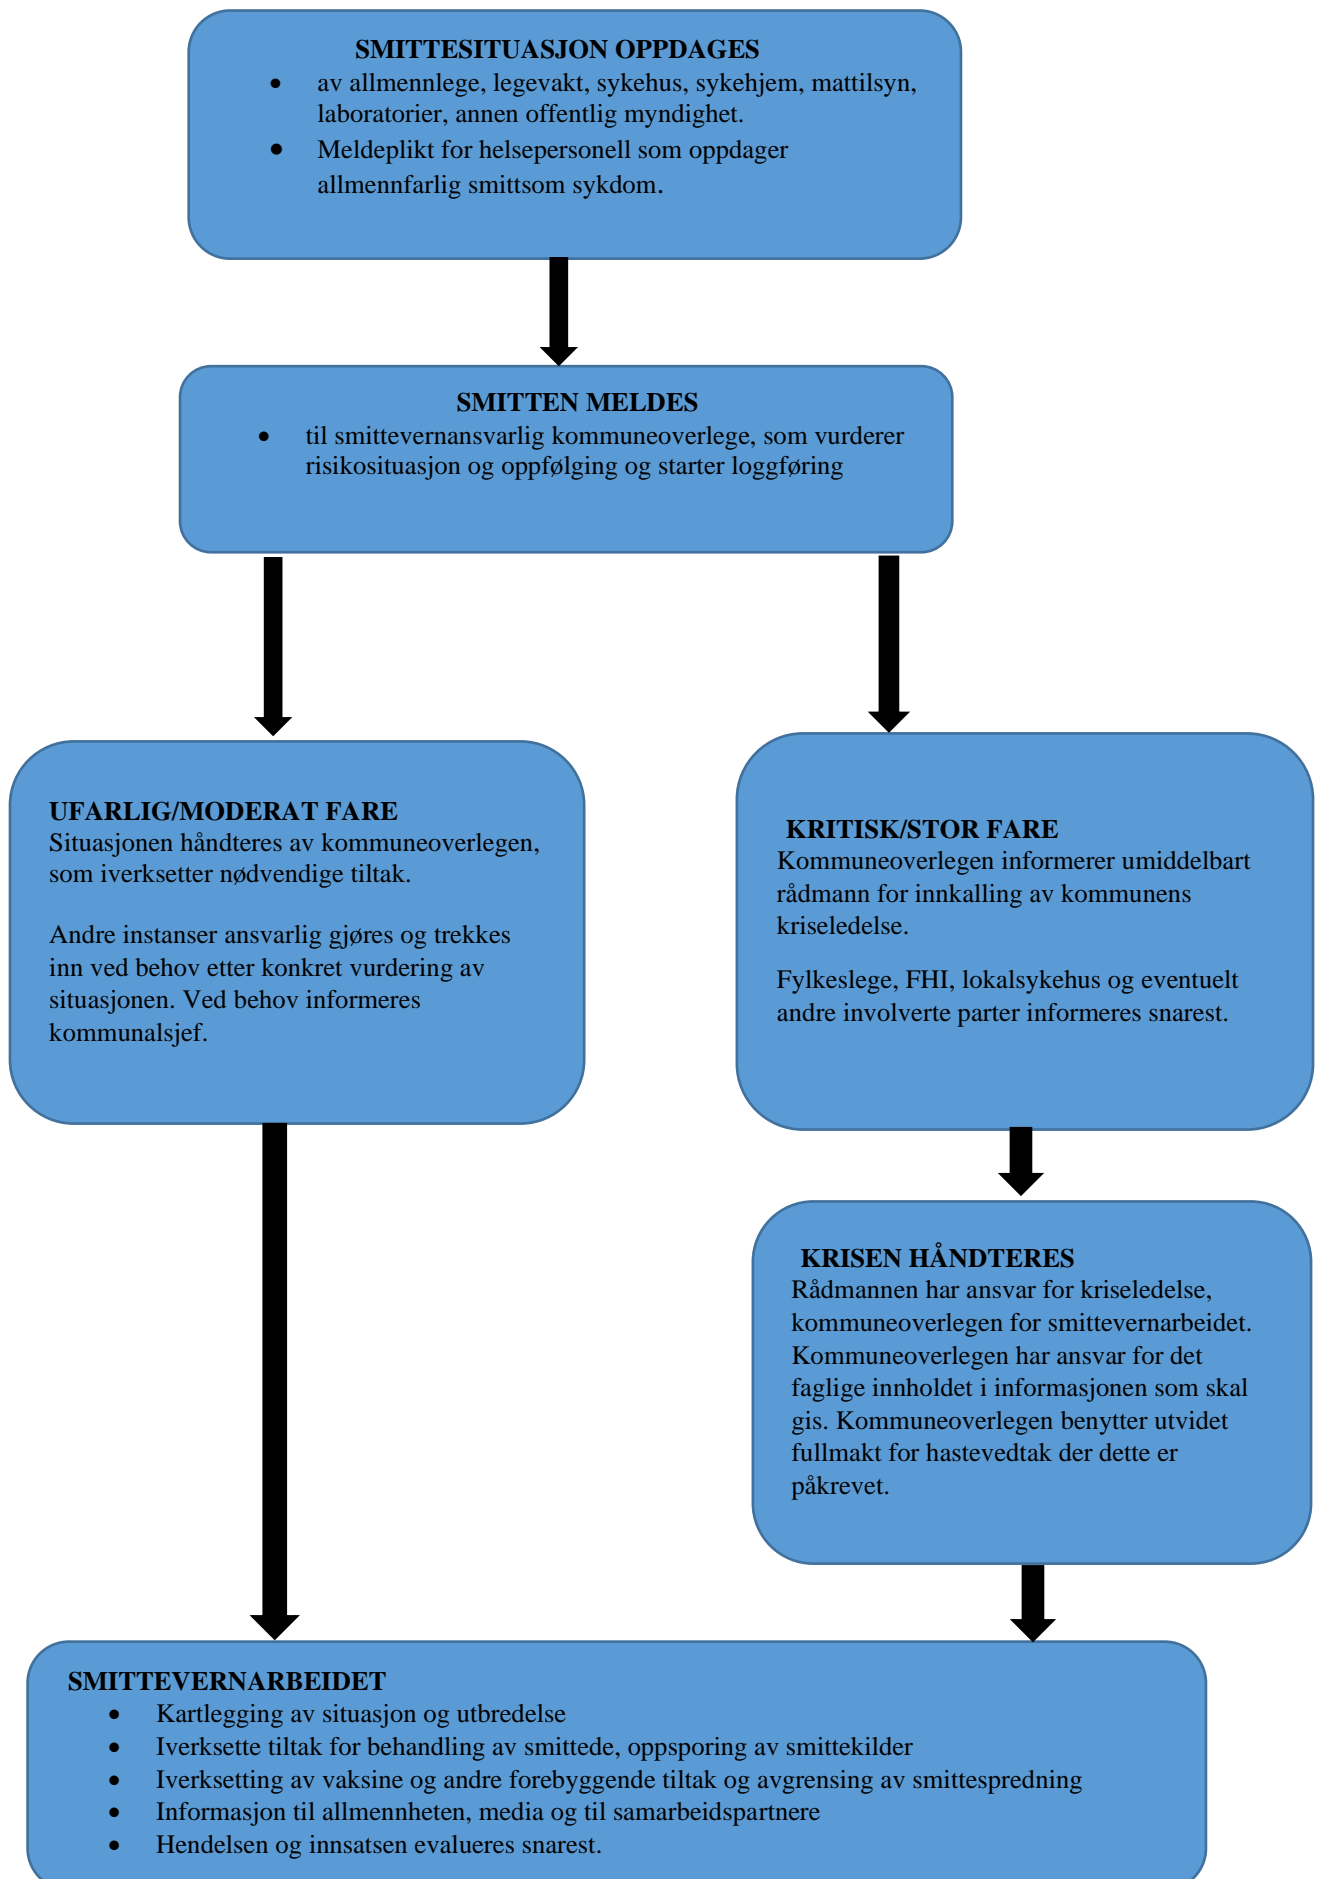 SMITTESITUASJON OPPDAGES
• av allmennlege, legevakt, sykehus, sykehjem, mattilsyn,
laboratorier, annen offentlig myndighet.
• Meldeplikt for helsepersonell som oppdager
allmennfarlig smittsom sykdom.
SMITTEN MELDES
• til smittevernansvarlig kommuneoverlege, som vurderer
risikosituasjon og oppfølging og starter loggføring
UFARLIG/MODERAT FARE
Situasjonen håndteres av kommuneoverlegen,
som iverksetter nødvendige tiltak.
Andre instanser ansvarlig gjøres og trekkes
inn ved behov etter konkret vurdering av
situasjonen. Ved behov informeres
kommunalsjef.
KRITISK/STOR FARE
Kommuneoverlegen informerer umiddelbart
rådmann for innkalling av kommunens
kriseledelse.
Fylkeslege, FHI, lokalsykehus og eventuelt
andre involverte parter informeres snarest.
KRISEN HÅNDTERES
Rådmannen har ansvar for kriseledelse,
kommuneoverlegen for smittevernarbeidet.
Kommuneoverlegen har ansvar for det
faglige innholdet i informasjonen som skal
gis. Kommuneoverlegen benytter utvidet
fullmakt for hastevedtak der dette er
påkrevet.
SMITTEVERNARBEIDET
• Kartlegging av situasjon og utbredelse
• Iverksette tiltak for behandling av smittede, oppsporing av smittekilder
• Iverksetting av vaksine og andre forebyggende tiltak og avgrensing av smittespredning
• Informasjon til allmennheten, media og til samarbeidspartnere
• Hendelsen og innsatsen evalueres snarest.